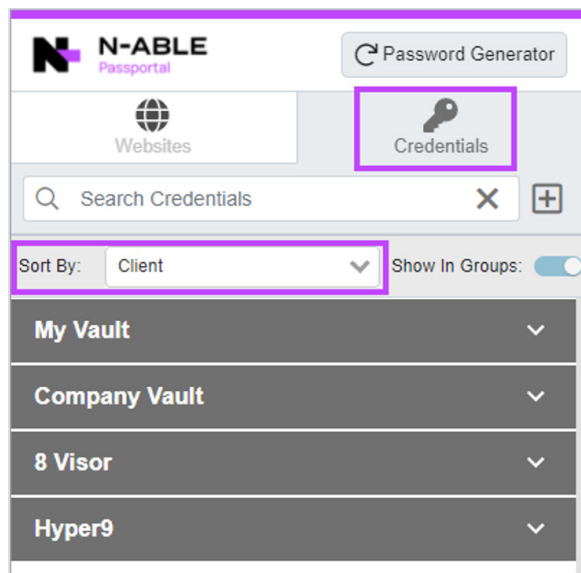 N-ABLE
Passportal
Password Generator
Websites
Credentials
Search Credentials
Sort By: Client Show In Groups:
My Vault
Company Vault
8 Visor
Hyper9